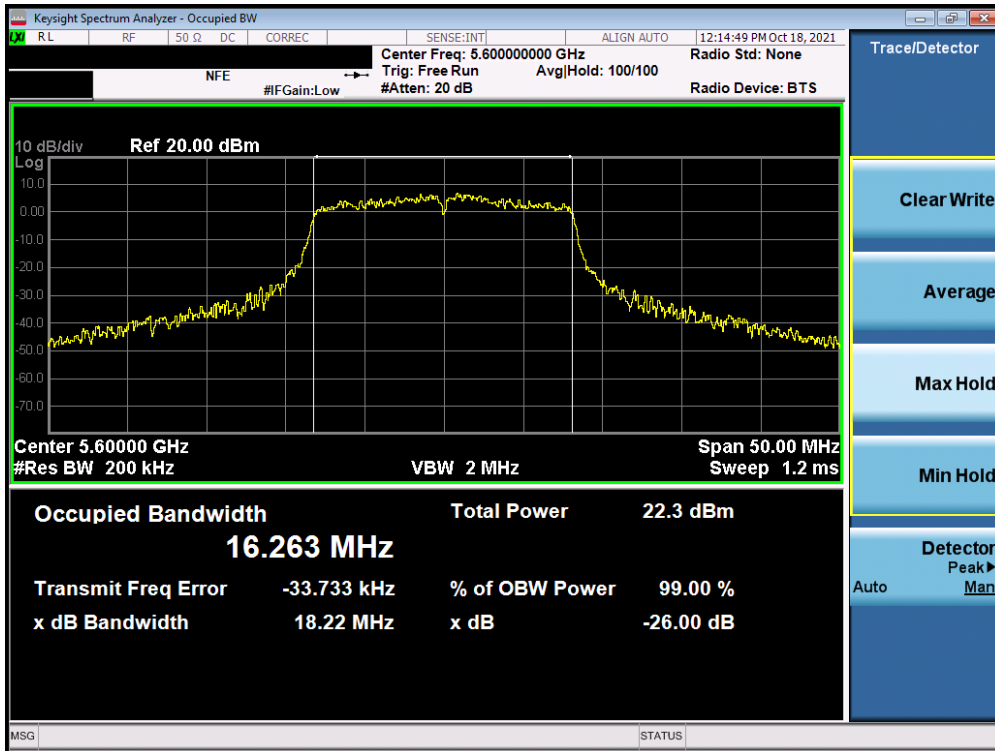 Keysight Spectrum Analyzer - Occupied BW
LXI RL RF 50 Ω DC CORREC SENSE:INT ALIGN AUTO 12:14:49 PM Oct 18, 2021
Center Freq: 5.600000000 GHz Radio Std: None
NFE Trig: Free Run Avg|Hold: 100/100
#IFGain:Low #Atten: 20 dB Radio Device: BTS
10 dB/div Ref 20.00 dBm
Log
10.0
0.00
-10.0
-20.0
-30.0
-40.0
-50.0
-60.0
-70.0
Center 5.60000 GHz Span 50.00 MHz
#Res BW 200 kHz VBW 2 MHz Sweep 1.2 ms
Occupied Bandwidth Total Power 22.3 dBm
16.263 MHz
Transmit Freq Error -33.733 kHz % of OBW Power 99.00 %
x dB Bandwidth 18.22 MHz x dB -26.00 dB
MSG STATUS
Trace/Detector
Clear Write
Average
Max Hold
Min Hold
Detector
Peak▶
Auto Man